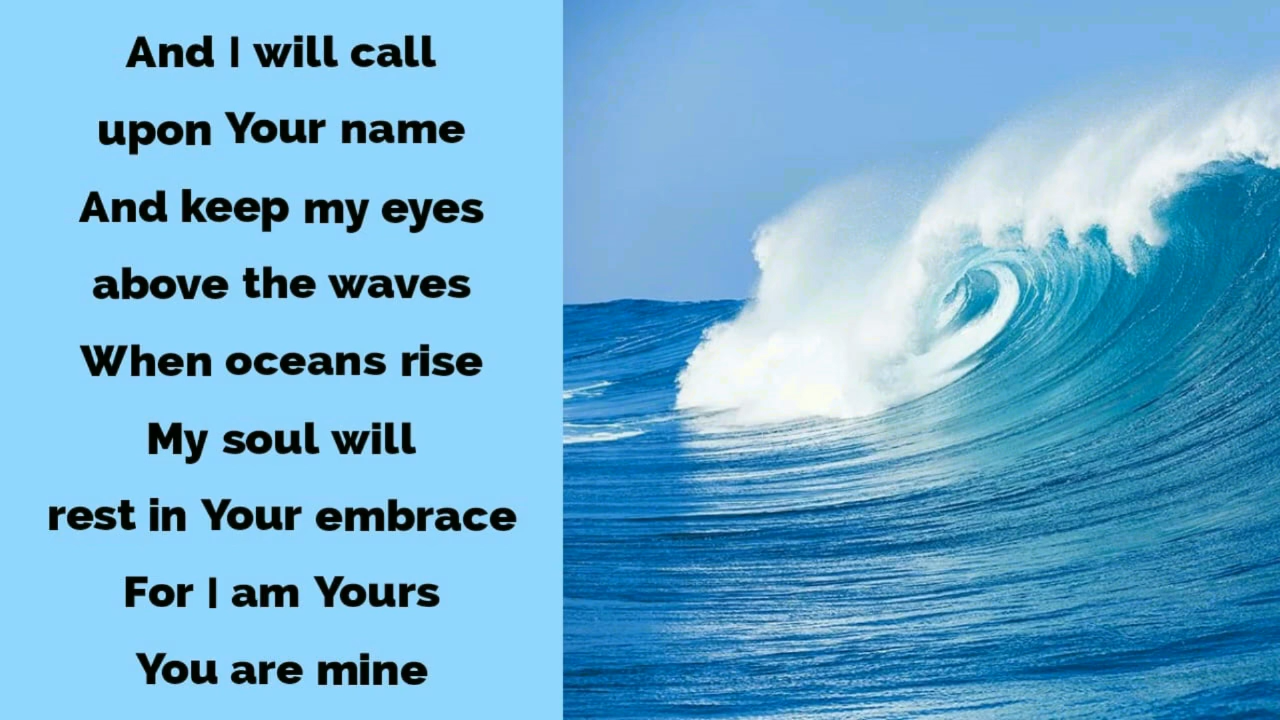 And I will call
upon Your name
And keep my eyes
above the waves
When oceans rise
My soul will
rest in Your embrace
For I am Yours
You are mine